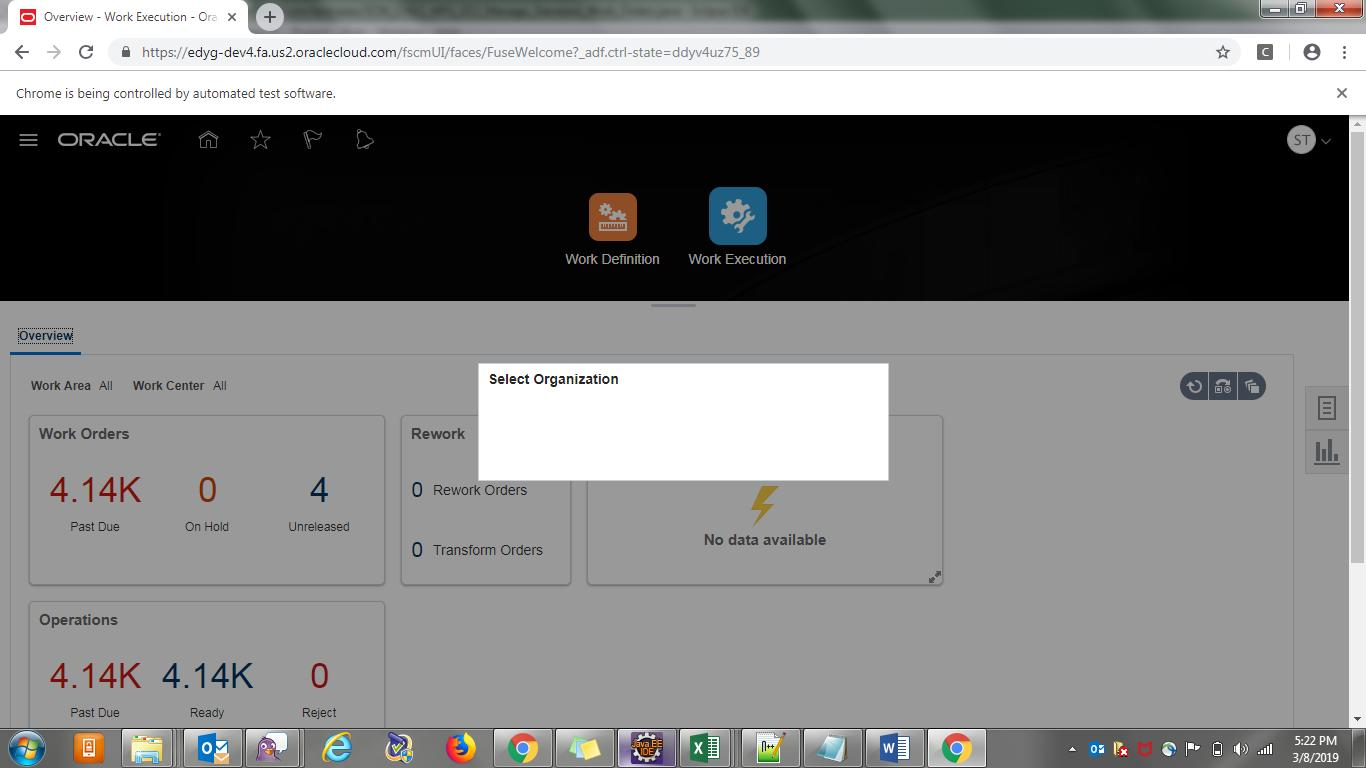 Overview - Work Execution - Ora
https://edyg-dev4.fa.us2.oraclecloud.com/fscmUI/faces/FuseWelcome?_adf.ctrl-state=ddyv4uz75_89
C
Chrome is being controlled by automated test software.
ORACLE
ST
Work Definition
Work Execution
Overview
Work Area All Work Center All
Select Organization
Work Orders
4.14K 0 4
Past Due On Hold Unreleased
Rework
0 Rework Orders
0 Transform Orders
No data available
Operations
4.14K 4.14K 0
Past Due Ready Reject
Java EE
IDE
5:22 PM
3/8/2019